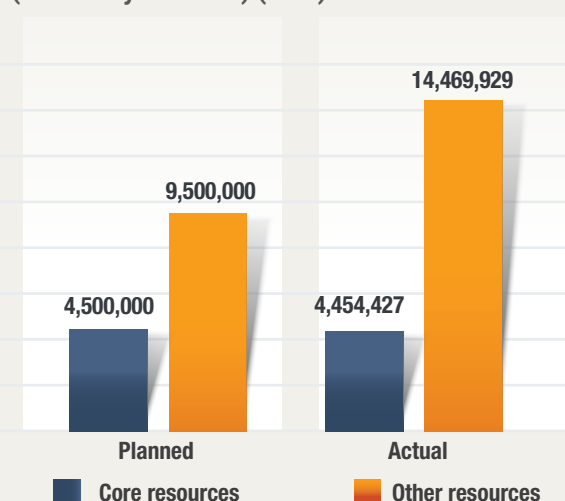 14,469,929
9,500,000
4,500,000
4,454,427
Planned
Actual
Core resources
Other resources